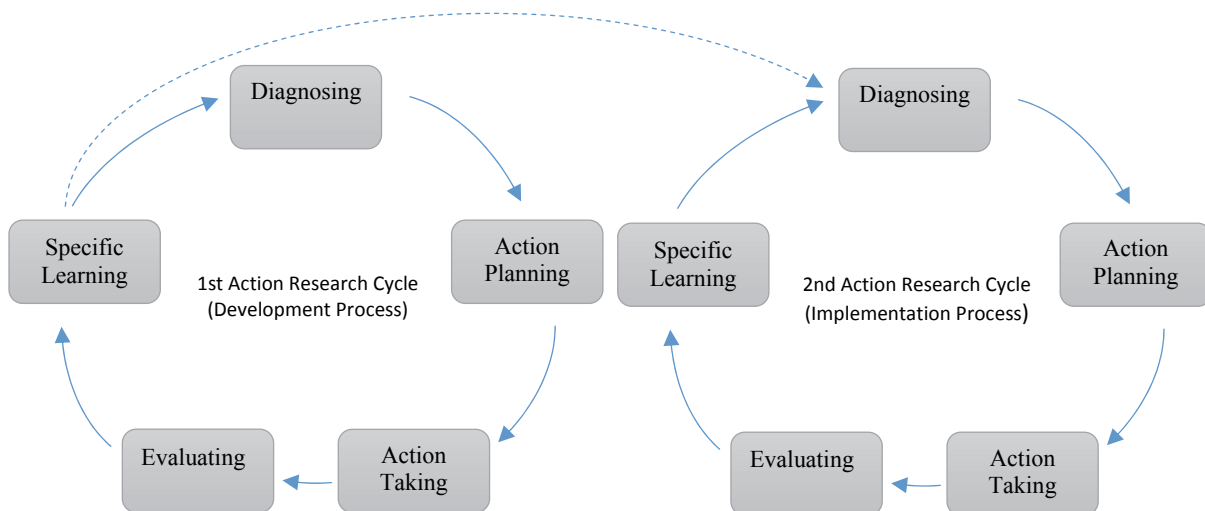 Diagnosing
Action
Planning
Action
Taking
Evaluating
Specific
Learning
1st Action Research Cycle
(Development Process)
Diagnosing
Action
Planning
Action
Taking
Evaluating
Specific
Learning
2nd Action Research Cycle
(Implementation Process)